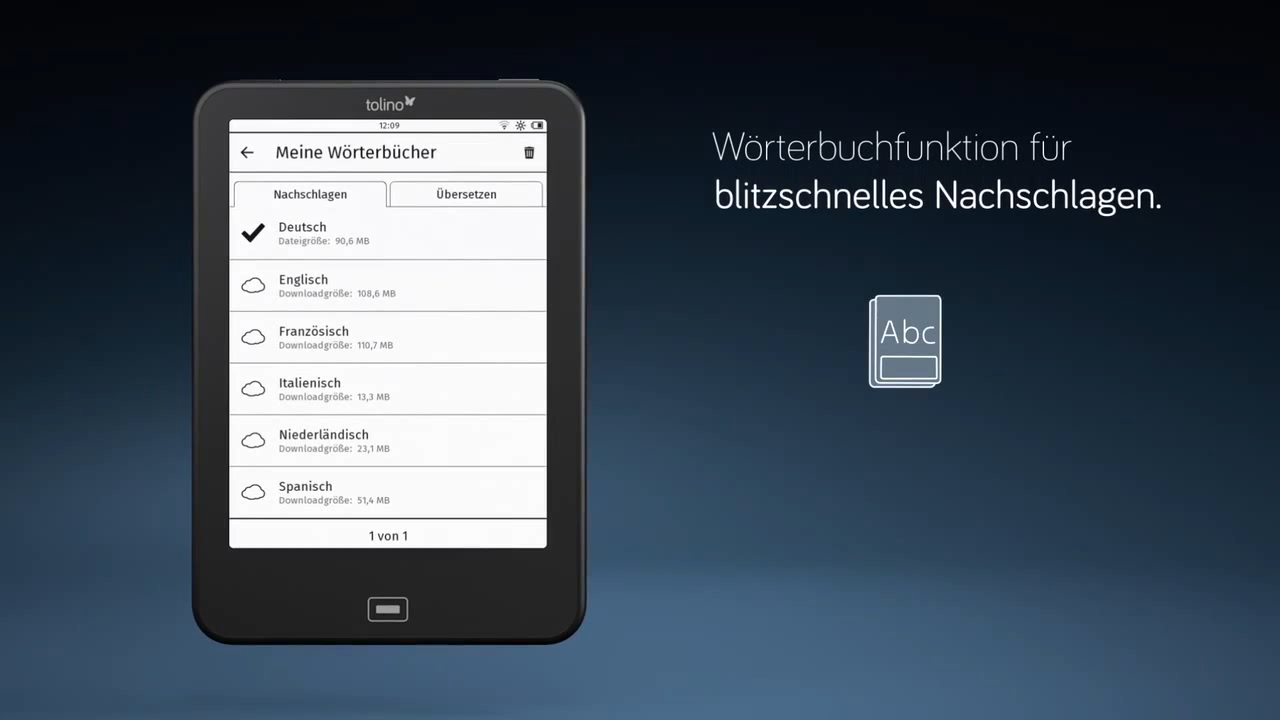 tolino
12:09
Meine Wörterbücher
Nachschlagen
Übersetzen
Deutsch
Dateigröße: 90,6 MB
Englisch
Downloadgröße: 108,6 MB
Französisch
Downloadgröße: 110,7 MB
Italienisch
Downloadgröße: 13,3 MB
Niederländisch
Downloadgröße: 23,1 MB
Spanisch
Downloadgröße: 51,4 MB
1 von 1
Wörterbuchfunktion für
blitzschnelles Nachschlagen.
Abc